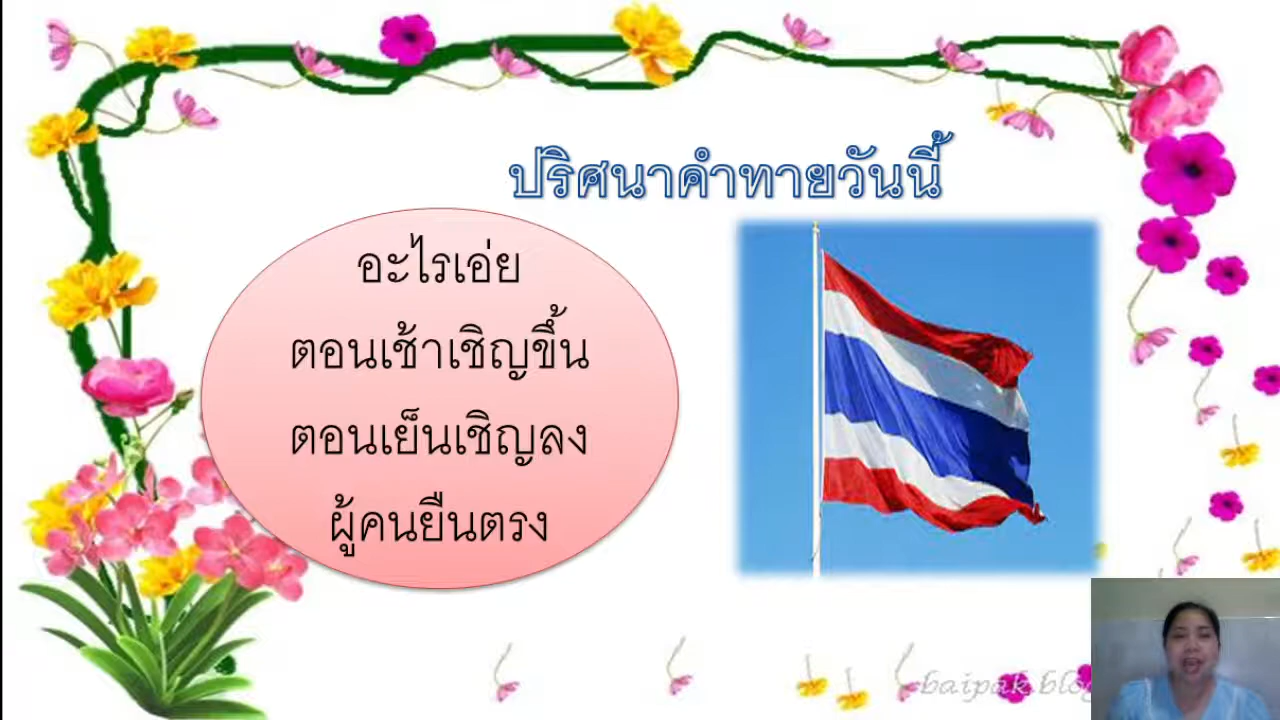 ปริศนาคำทายวันนี้
อะไรเอ่ย
ตอนเช้าเชิญขึ้น
ตอนเย็นเชิญลง
ผู้คนยืนตรง
baipak.blog